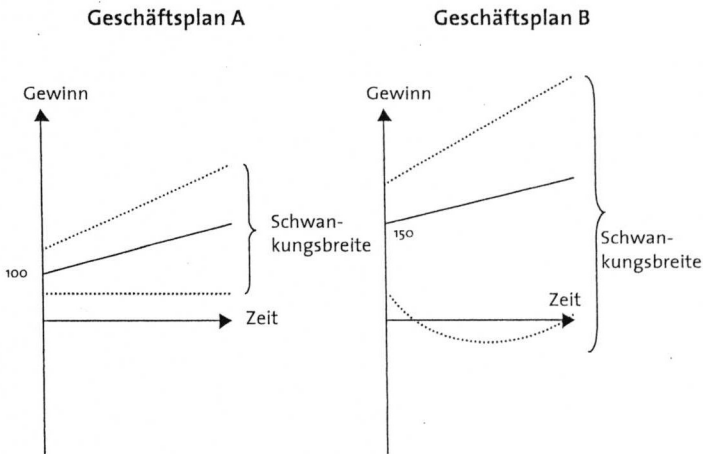 Geschäftsplan A
Geschäftsplan B
Gewinn
100
Schwan-
kungsbreite
Zeit
Gewinn
150
Schwan-
kungsbreite
Zeit